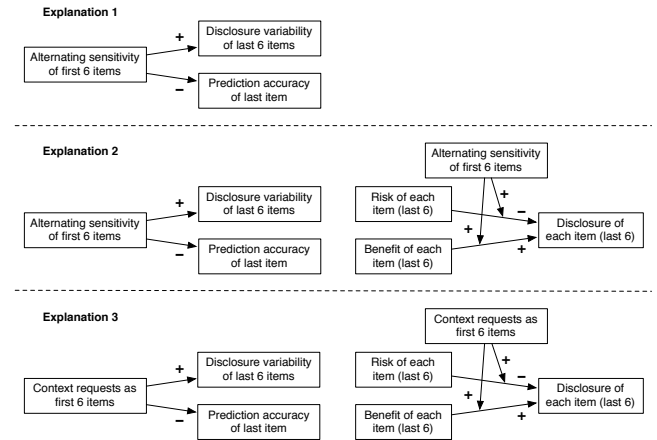 Explanation 1
Alternating sensitivity
of first 6 items
+
Disclosure variability
of last 6 items
−
Prediction accuracy
of last item
Explanation 2
Alternating sensitivity
of first 6 items
+
Disclosure variability
of last 6 items
−
Prediction accuracy
of last item
Alternating sensitivity
of first 6 items
Risk of each
item (last 6)
+
−
Benefit of each
item (last 6)
+
+
Disclosure of
each item (last 6)
Explanation 3
Context requests as
first 6 items
+
Disclosure variability
of last 6 items
−
Prediction accuracy
of last item
Context requests as
first 6 items
Risk of each
item (last 6)
+
−
Benefit of each
item (last 6)
+
+
Disclosure of
each item (last 6)